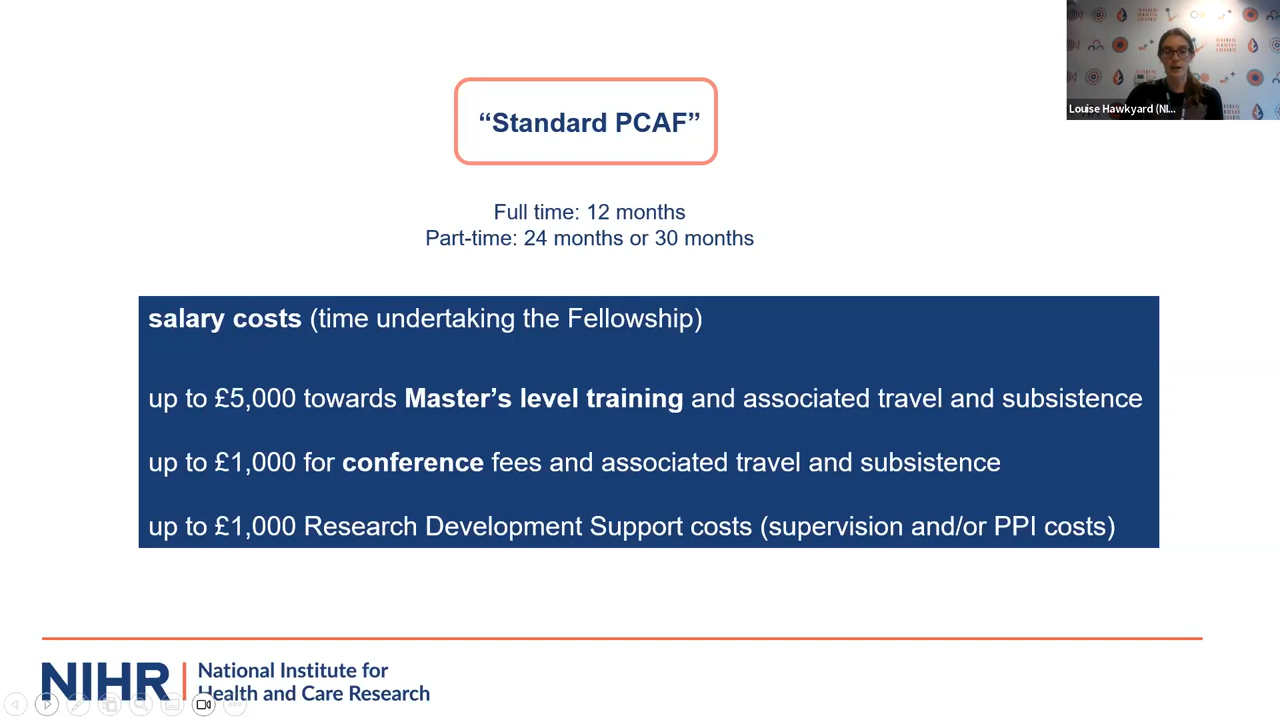 Louise Hawkyard (NI...
“Standard PCAF”
Full time: 12 months
Part-time: 24 months or 30 months
salary costs (time undertaking the Fellowship)
up to £5,000 towards Master’s level training and associated travel and subsistence
up to £1,000 for conference fees and associated travel and subsistence
up to £1,000 Research Development Support costs (supervision and/or PPI costs)
NIHR
National Institute for
Health and Care Research